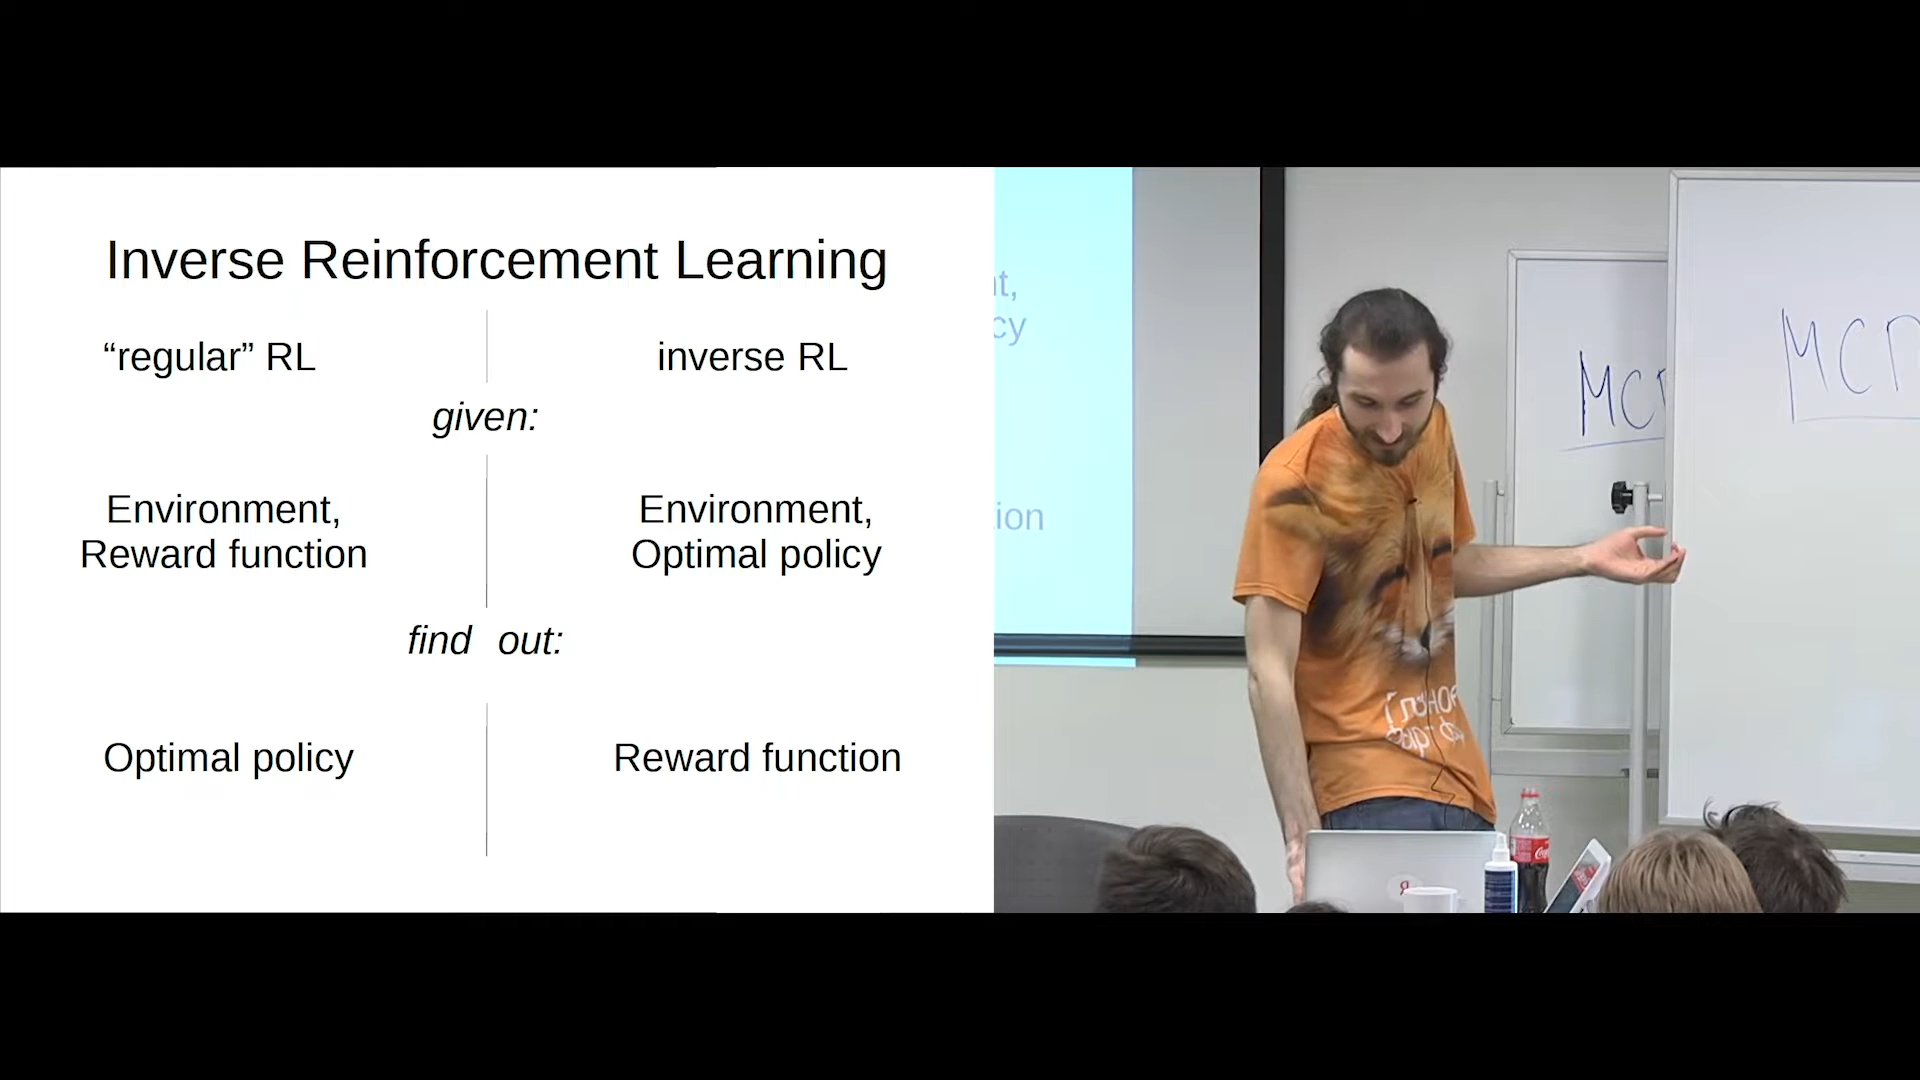 Inverse Reinforcement Learning
“regular” RL
inverse RL
given:
Environment,
Reward function
Environment,
Optimal policy
find out:
Optimal policy
Reward function